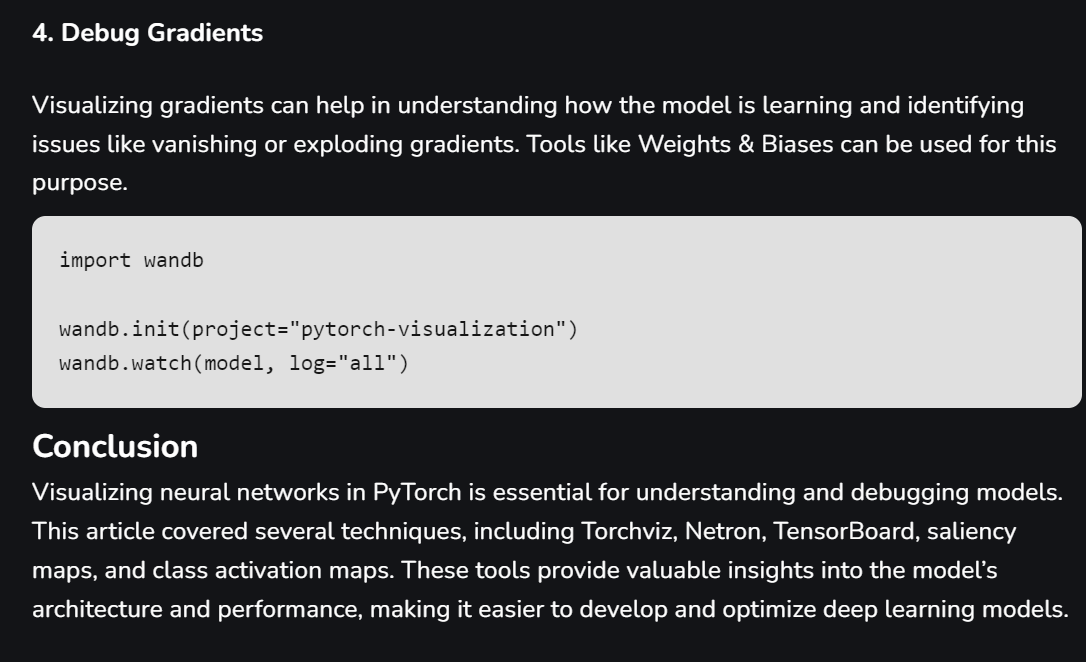 4. Debug Gradients
Visualizing gradients can help in understanding how the model is learning and identifying
issues like vanishing or exploding gradients. Tools like Weights & Biases can be used for this
purpose.
import wandb
wandb.init(project="pytorch-visualization")
wandb.watch(model, log="all")
Conclusion
Visualizing neural networks in PyTorch is essential for understanding and debugging models.
This article covered several techniques, including Torchviz, Netron, TensorBoard, saliency
maps, and class activation maps. These tools provide valuable insights into the model’s
architecture and performance, making it easier to develop and optimize deep learning models.